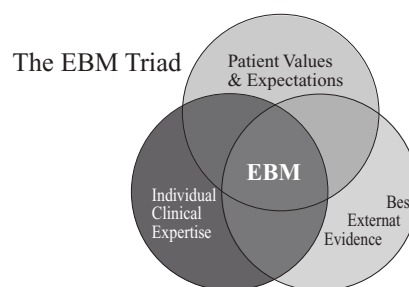 The EBM Triad
Patient Values
& Expectations
EBM
Individual
Clinical
Expertise
Bes
Externat
Evidence